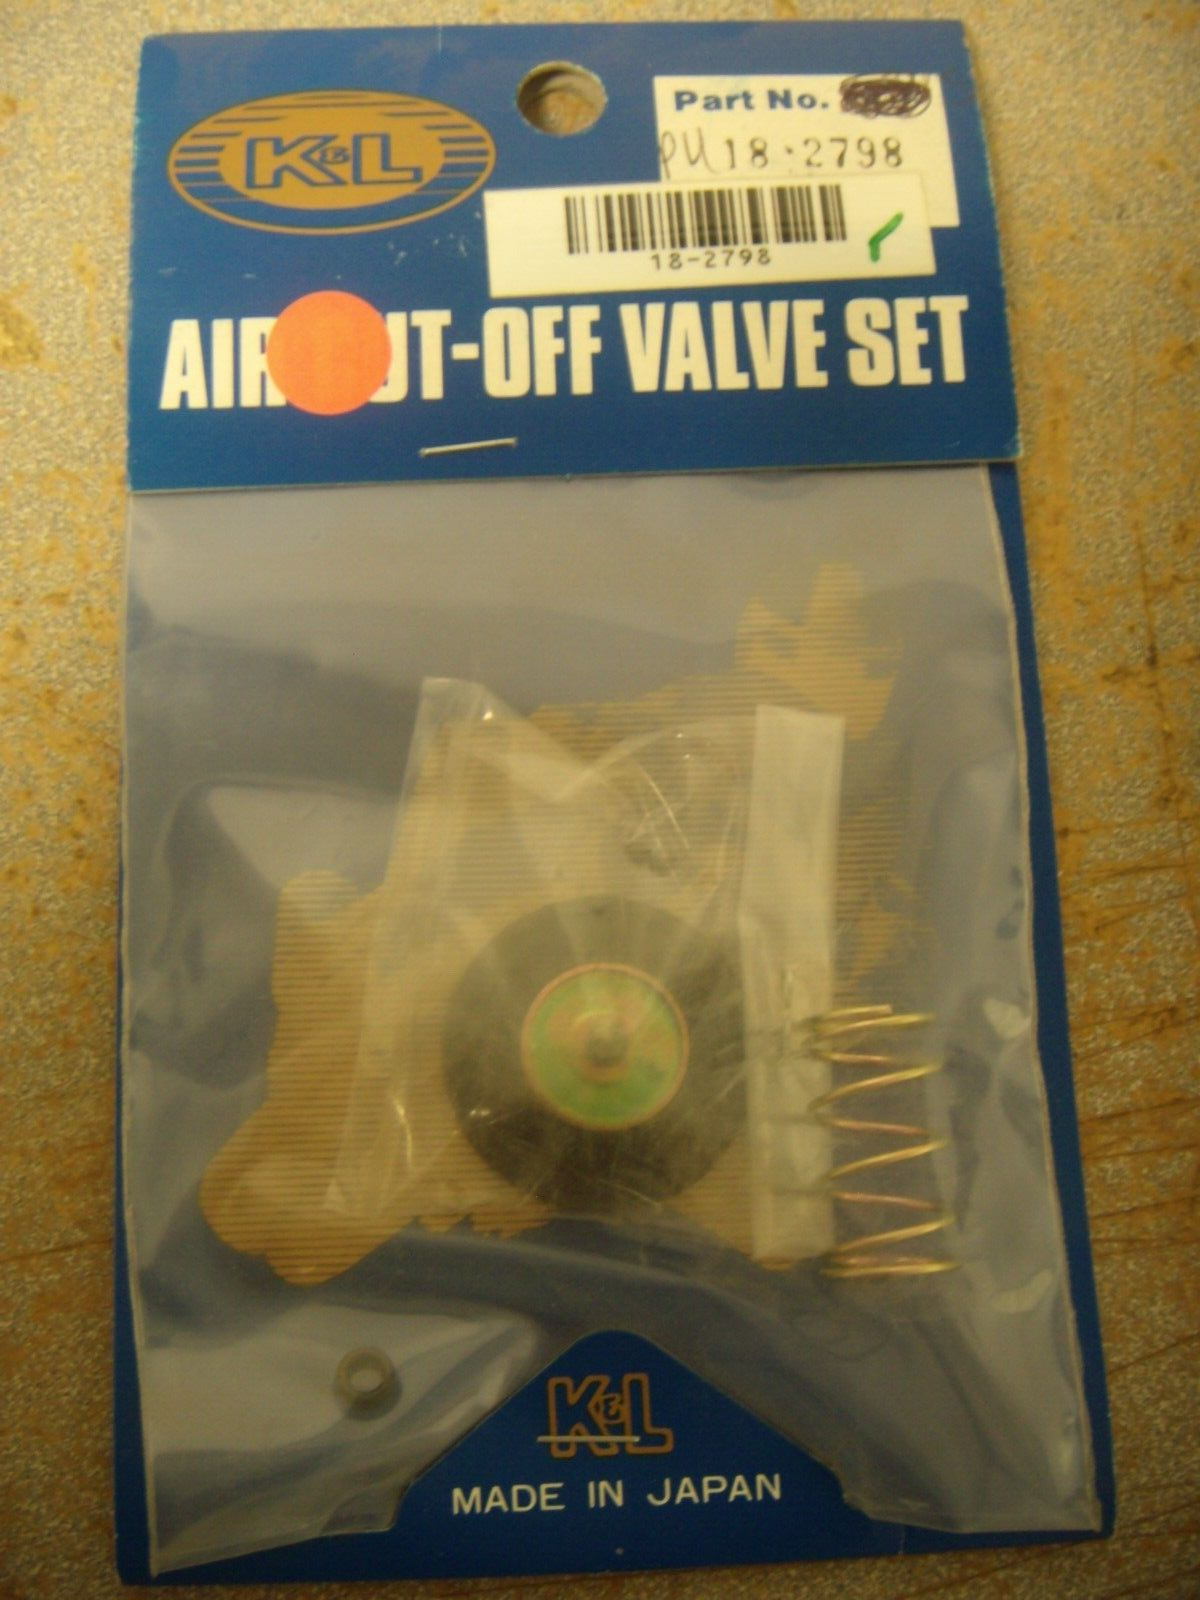 K&L
Part No.
PU 18-2798
18-2798
AIR UT-OFF VALVE SET
K&L
MADE IN JAPAN